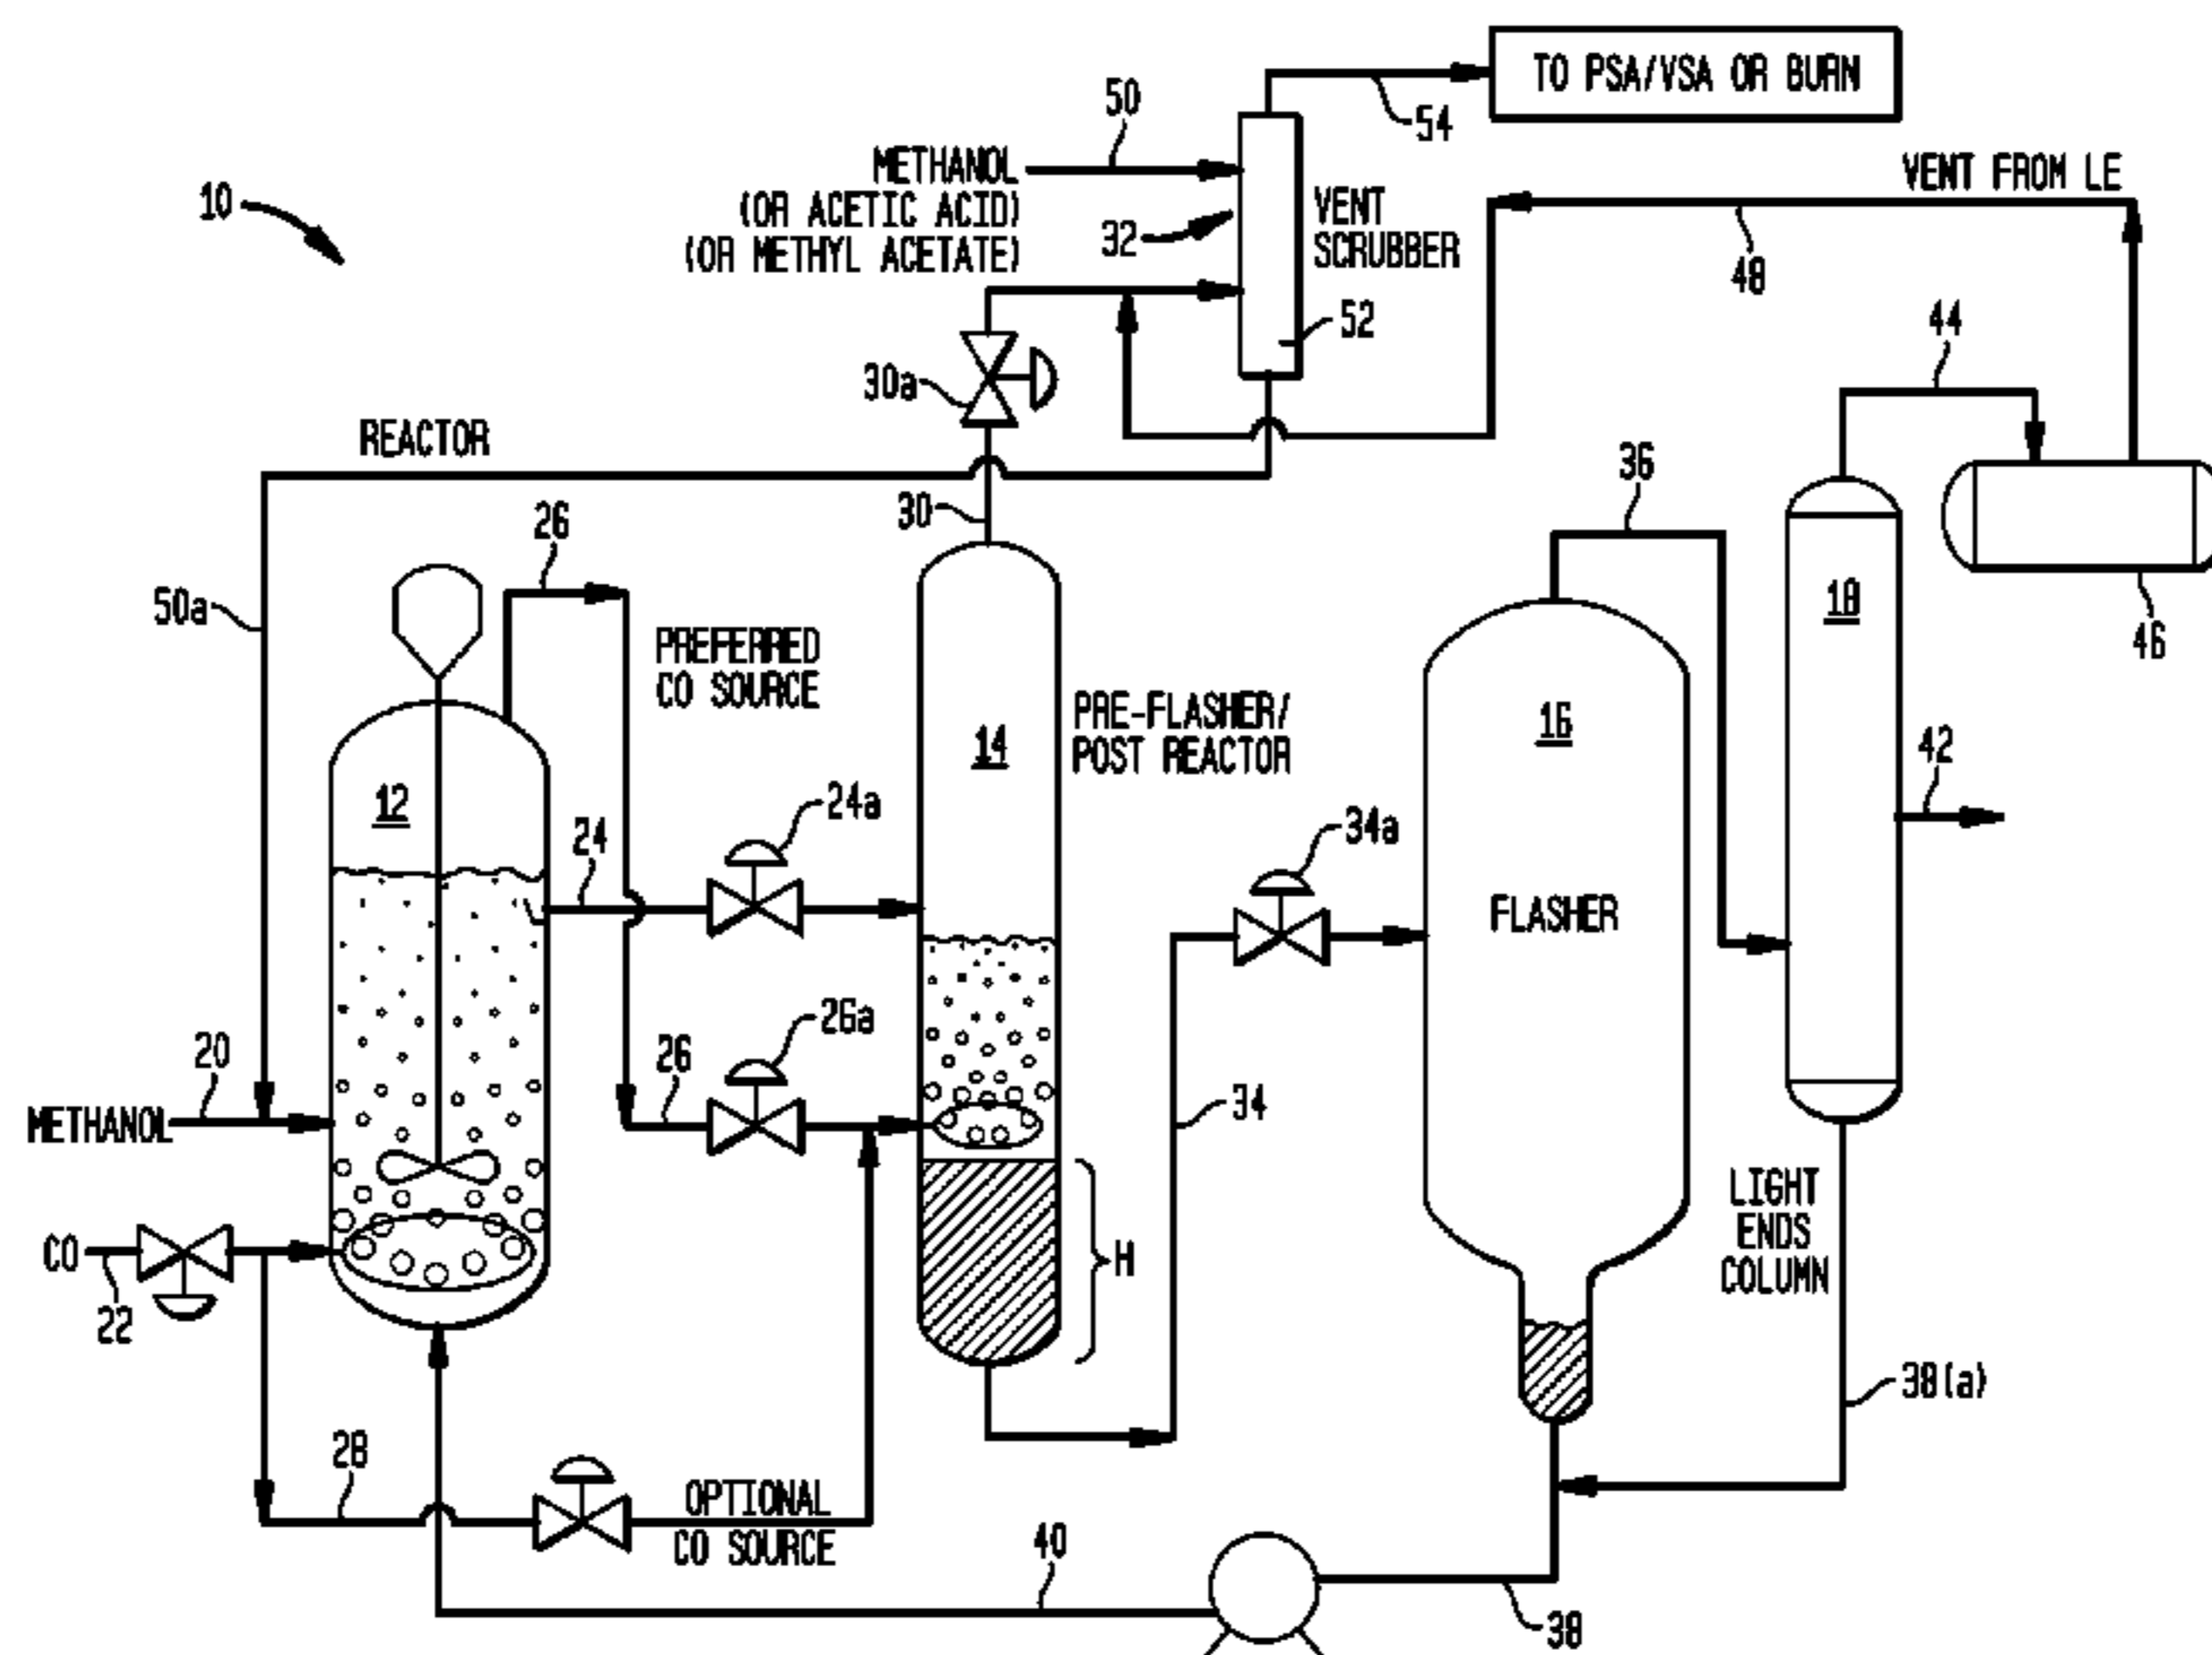 TO PSA/VSA OR BURN
50
54
METHANOL
(OR ACETIC ACID)
(OR METHYL ACETATE)
VENT FROM LE
10
32
VENT
SCRUBBER
48
52
44
30a
REACTOR
36
26
30
50a
18
46
PREFERRED
CO SOURCE
PRE-FLASHER/
POST REACTOR
14
16
42
12
24a
24
34a
FLASHER
26a
20
26
34
METHANOL
LIGHT
ENDS
COLUMN
CO
H
22
38(a)
28
OPTIONAL
CO SOURCE
40
38